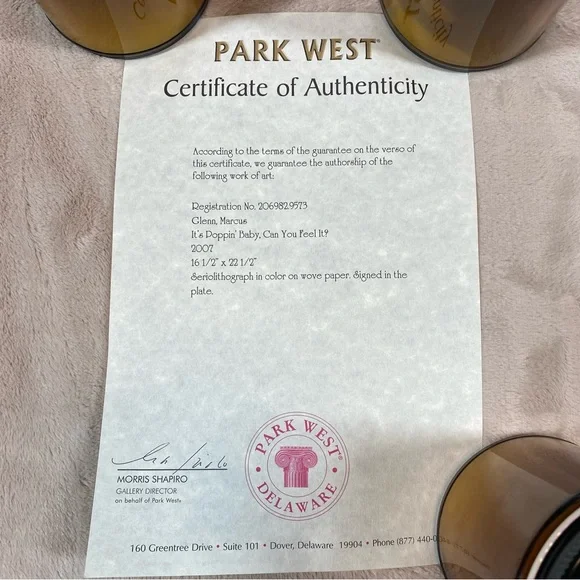 PARK WEST®
Certificate of Authenticity
According to the terms of the guarantee on the verso of
this certificate, we guarantee the authorship of the
following work of art:
Registration No. 206982.9573
Glenn, Marcus
It's Poppin' Baby, Can You Feel It?
2007
16 1/2" x 22 1/2"
Seriolithograph in color on wove paper. Signed in the
plate.
MORRIS SHAPIRO
GALLERY DIRECTOR
on behalf of Park West®
PARK WEST®
DELAWARE
160 Greentree Drive • Suite 101 • Dover, Delaware 19904 • Phone (877) 440-0